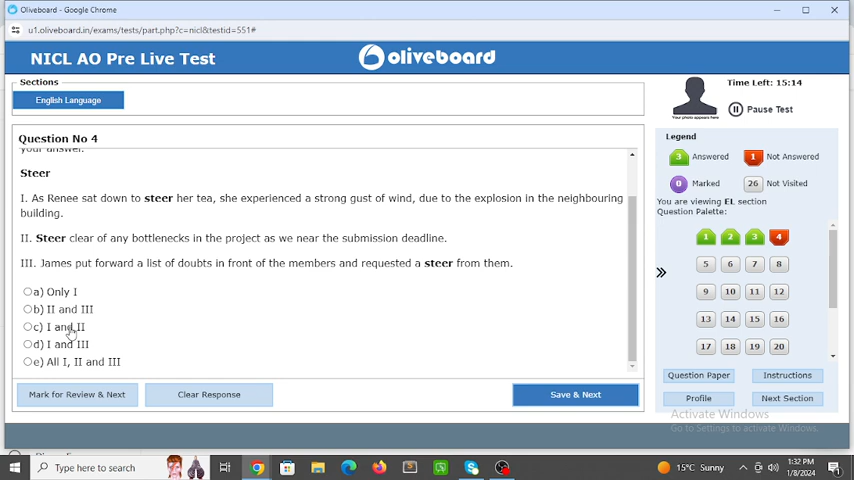 Oliveboard - Google Chrome
u1.oliveboard.in/exams/tests/part.php?c=nicl&testid=551#
NICL AO Pre Live Test
oliveboard
Sections
English Language
Your photo appears here
Time Left: 15:14
Pause Test
Question No 4
your answer.
Steer
I. As Renee sat down to steer her tea, she experienced a strong gust of wind, due to the explosion in the neighbouring
building.
II. Steer clear of any bottlenecks in the project as we near the submission deadline.
III. James put forward a list of doubts in front of the members and requested a steer from them.
a) Only I
b) II and III
c) I and II
d) I and III
e) All I, II and III
Mark for Review & Next
Clear Response
Save & Next
Legend
3 Answered
1 Not Answered
0 Marked
26 Not Visited
You are viewing EL section
Question Palette:
1 2 3 4
5 6 7 8
9 10 11 12
13 14 15 16
17 18 19 20
Question Paper
Instructions
Profile
Next Section
Activate Windows
Go to Settings to activate Windows.
Type here to search
15°C Sunny
1:32 PM
1/8/2024